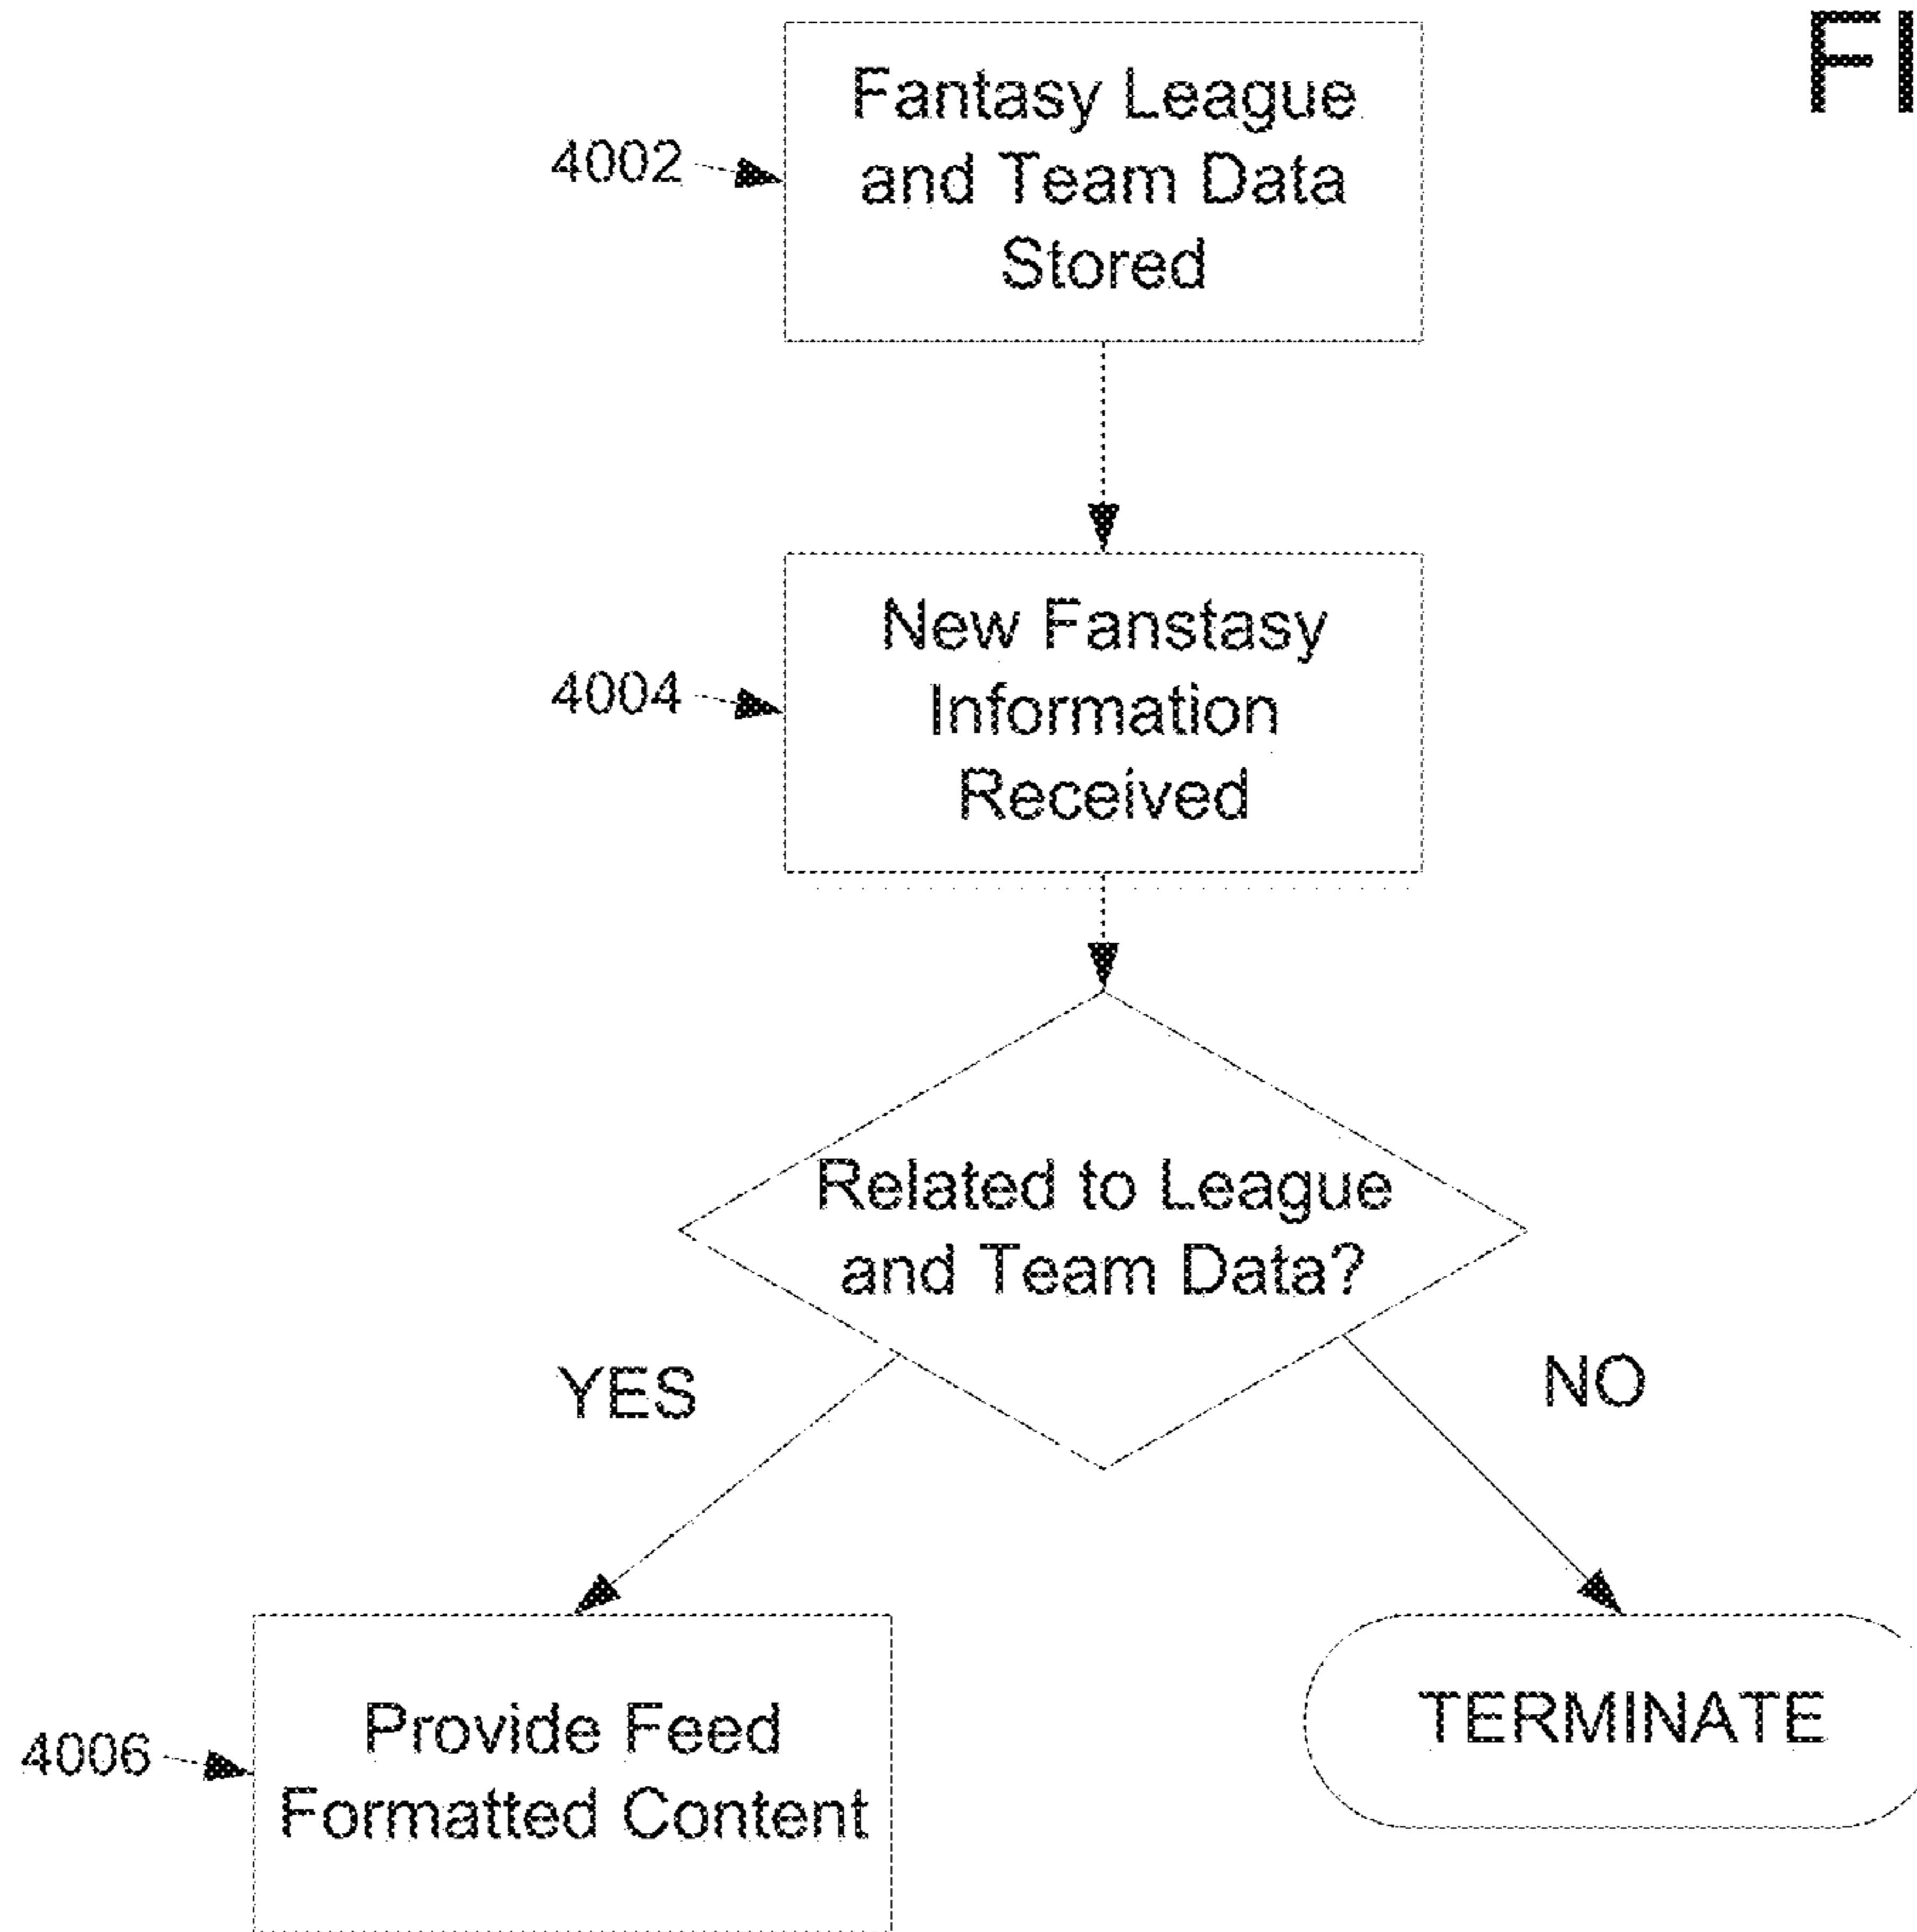 FI
Fantasy League
and Team Data
Stored
4002
New Fanstasy
Information
Received
4004
Related to League
and Team Data?
YES
NO
Provide Feed
Formatted Content
4006
TERMINATE